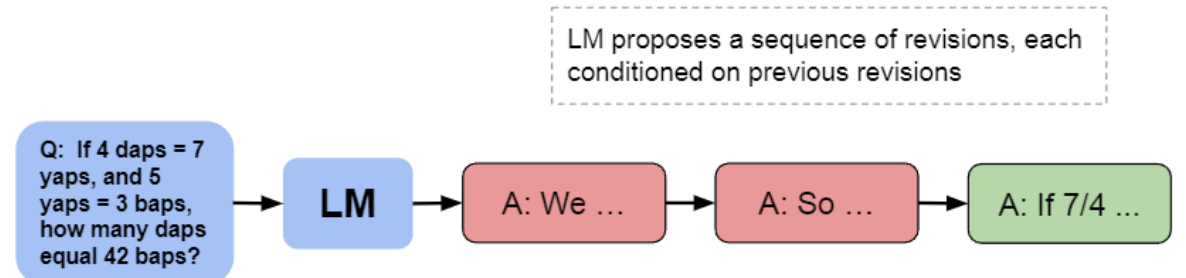 LM proposes a sequence of revisions, each
conditioned on previous revisions
Q: If 4 daps = 7
yaps, and 5
yaps = 3 baps,
how many daps
equal 42 baps?
LM
A: We ...
A: So ...
A: If 7/4 ...